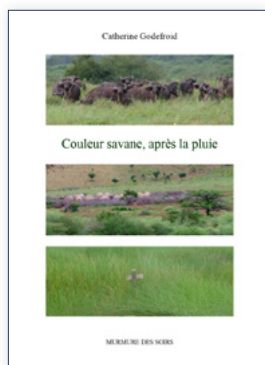 Catherine Godefroid
Couleur savane, après la pluie
MURMURE DES SOIRS